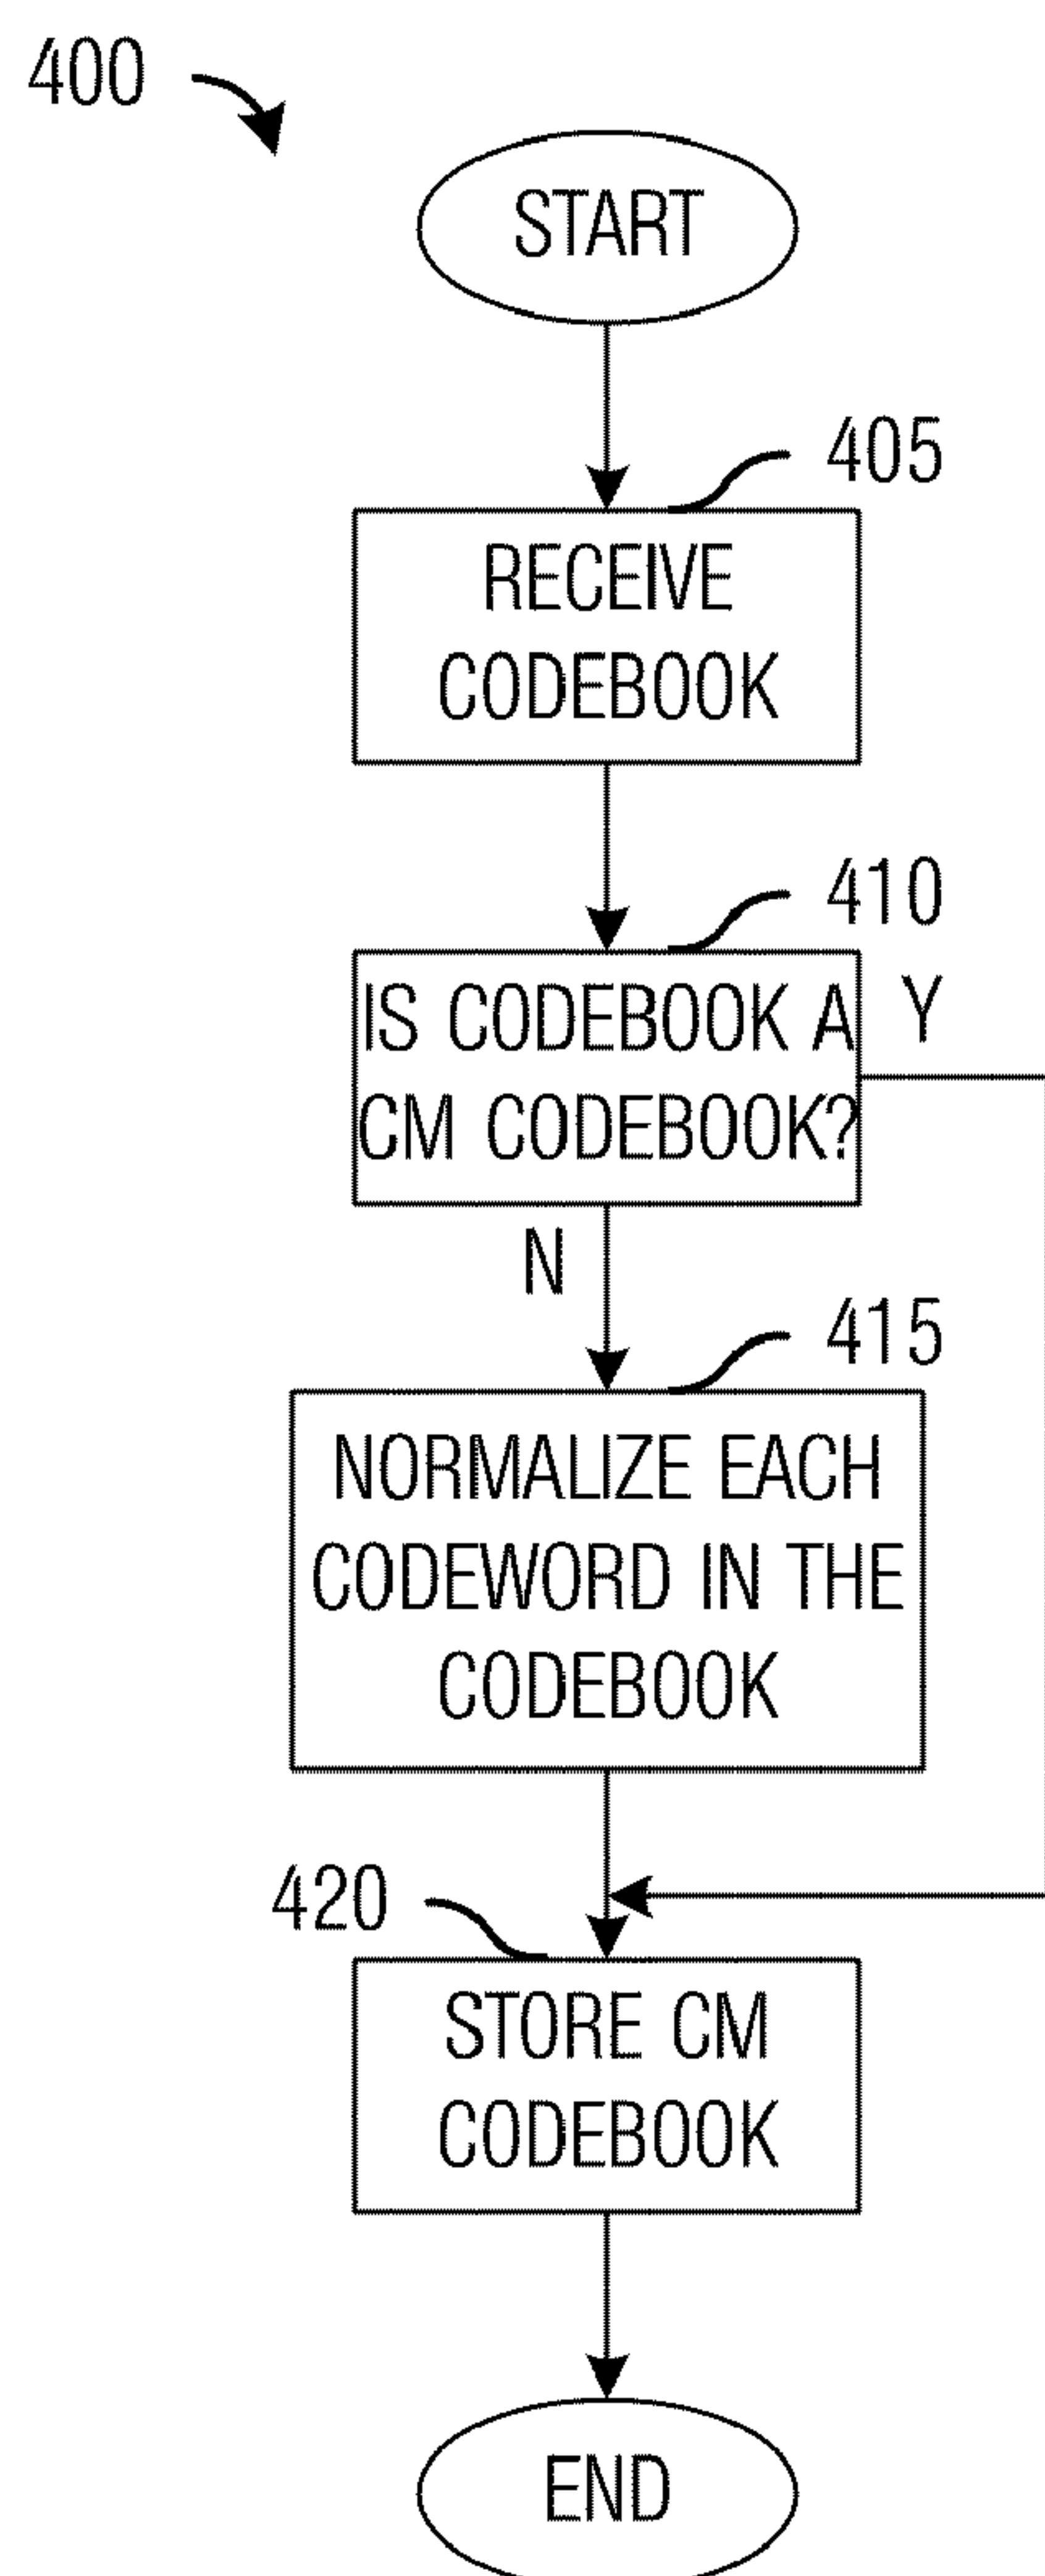 400
START
405
RECEIVE
CODEBOOK
410
IS CODEBOOK A
CM CODEBOOK?
Y
N
415
NORMALIZE EACH
CODEWORD IN THE
CODEBOOK
420
STORE CM
CODEBOOK
END